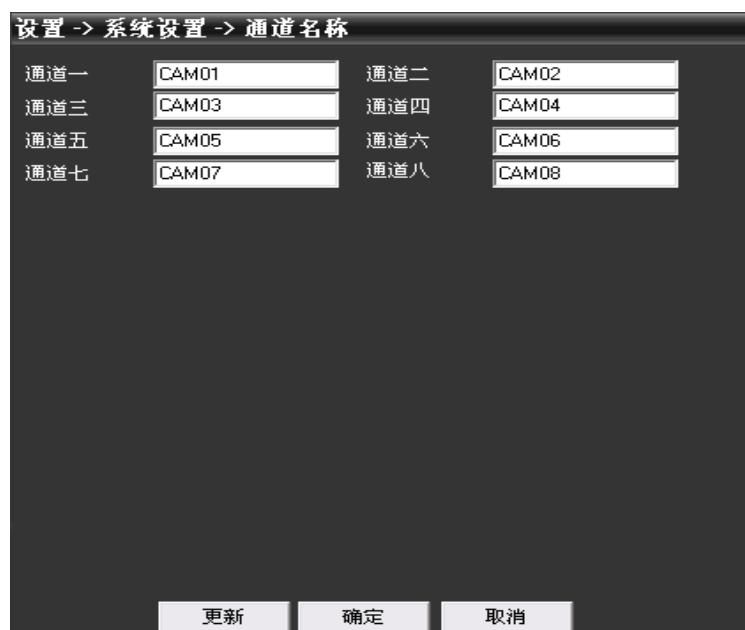 设置 -> 系统设置 -> 通道名称
通道一 CAM01 通道二 CAM02
通道三 CAM03 通道四 CAM04
通道五 CAM05 通道六 CAM06
通道七 CAM07 通道八 CAM08
更新 确定 取消